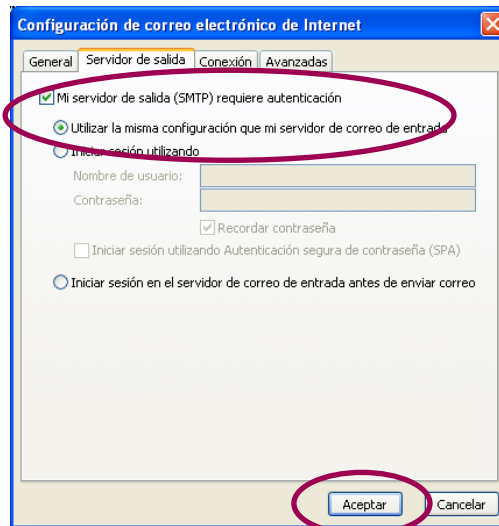 Configuración de correo electrónico de Internet
General Servidor de salida Conexión Avanzadas
Mi servidor de salida (SMTP) requiere autenticación
Utilizar la misma configuración que mi servidor de correo de entrada
Iniciar sesión utilizando
Nombre de usuario:
Contraseña:
Recordar contraseña
Iniciar sesión utilizando Autenticación segura de contraseña (SPA)
Iniciar sesión en el servidor de correo de entrada antes de enviar correo
Aceptar Cancelar